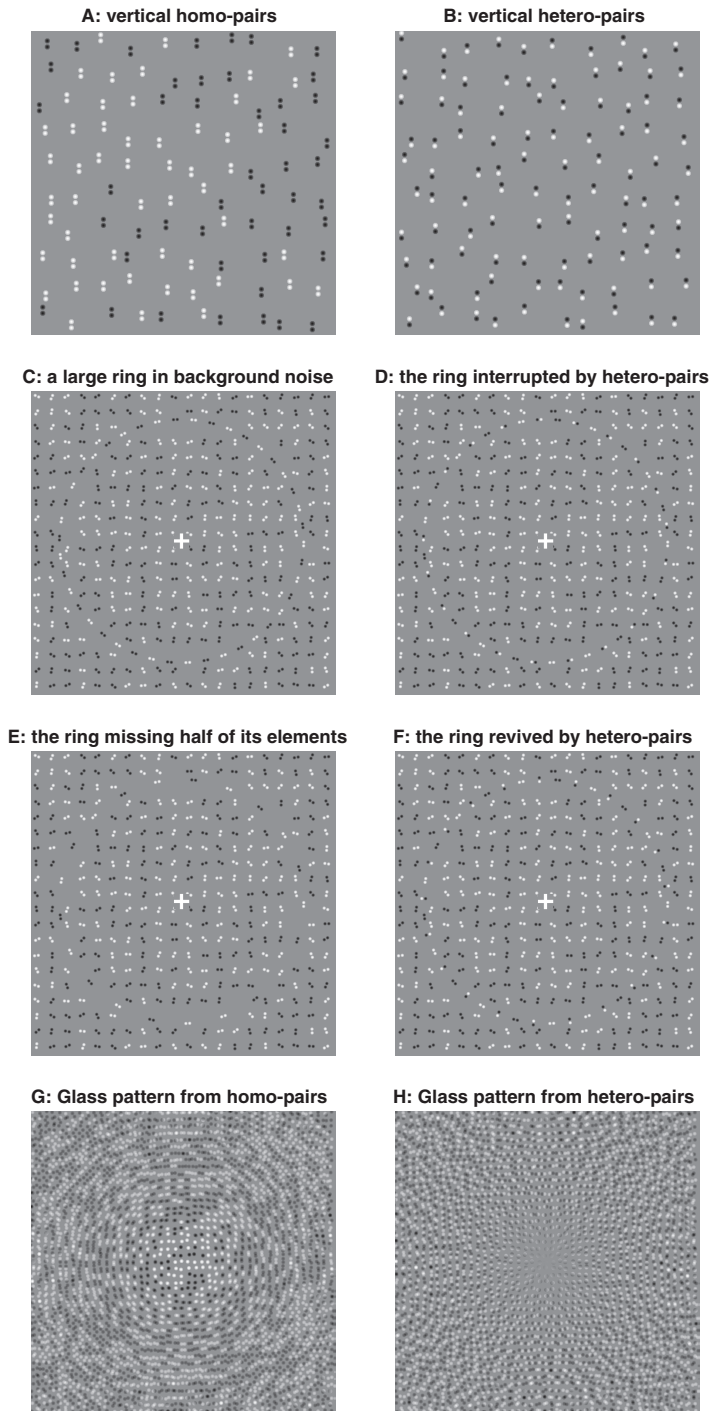 A: vertical homo-pairs
B: vertical hetero-pairs
C: a large ring in background noise
D: the ring interrupted by hetero-pairs
E: the ring missing half of its elements
F: the ring revived by hetero-pairs
G: Glass pattern from homo-pairs
H: Glass pattern from hetero-pairs